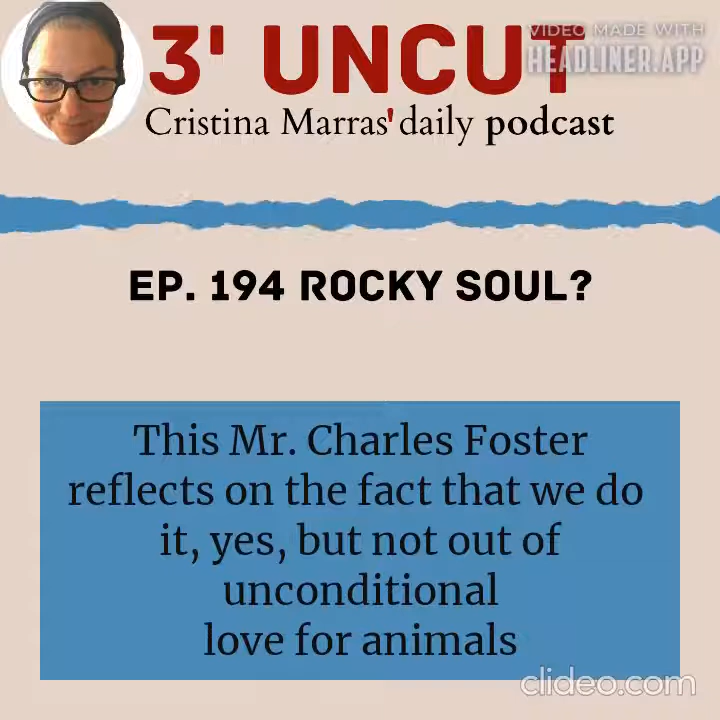 3' UNCUT
VIDEO MADE WITH
HEADLINER.APP
Cristina Marras' daily podcast
EP. 194 ROCKY SOUL?
This Mr. Charles Foster
reflects on the fact that we do
it, yes, but not out of
unconditional
love for animals
clideo.com